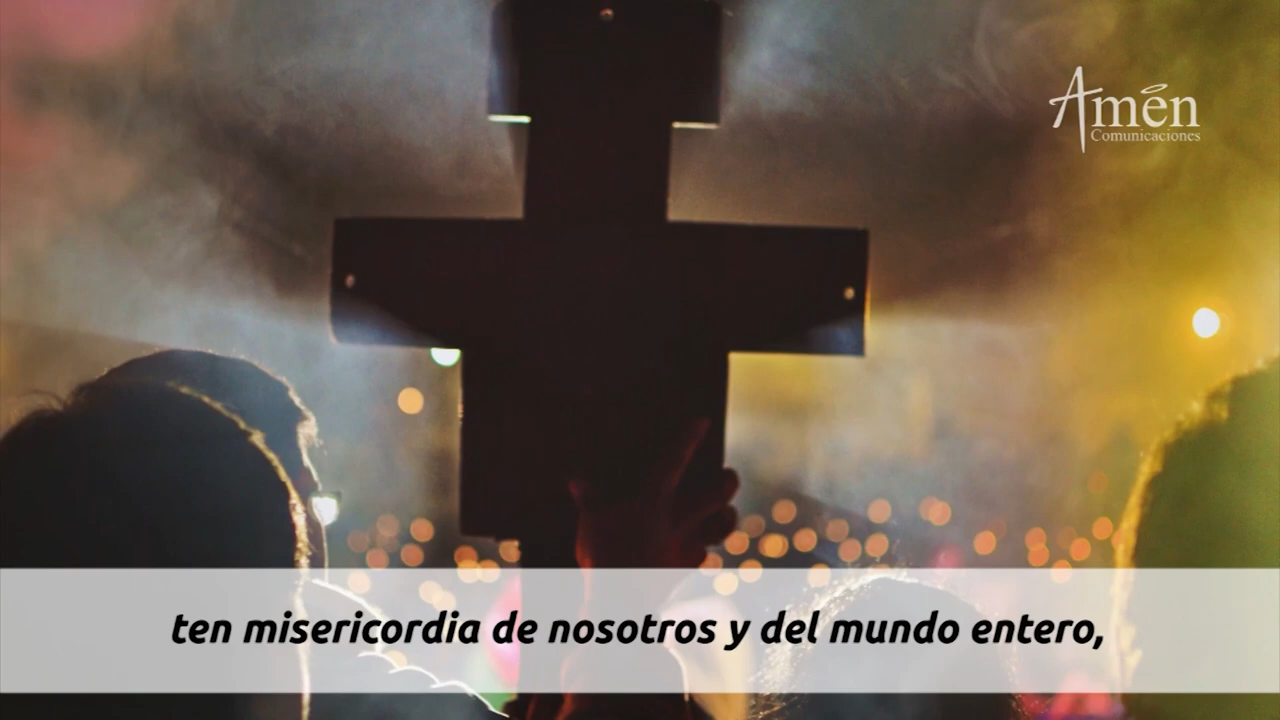 Amén
Comunicaciones
ten misericordia de nosotros y del mundo entero,